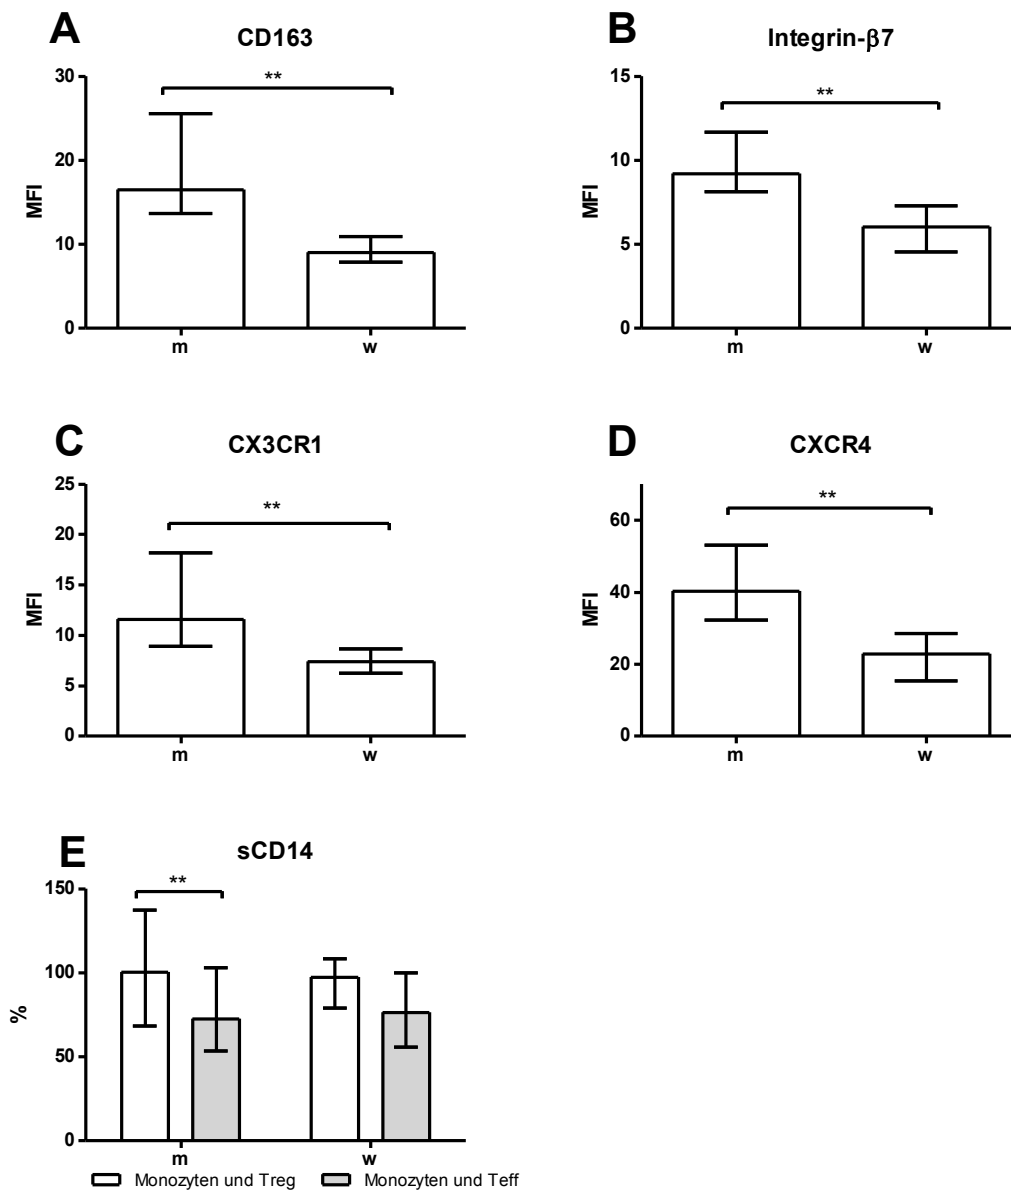 A
CD163
**
30
20
10
0
MFI
m w
B
Integrin-β7
**
15
10
5
0
MFI
m w
C
CX3CR1
**
25
20
15
10
5
0
MFI
m w
D
CXCR4
**
60
40
20
0
MFI
m w
E
sCD14
**
150
100
50
0
%
m w
Monozyten und Treg Monozyten und Teff